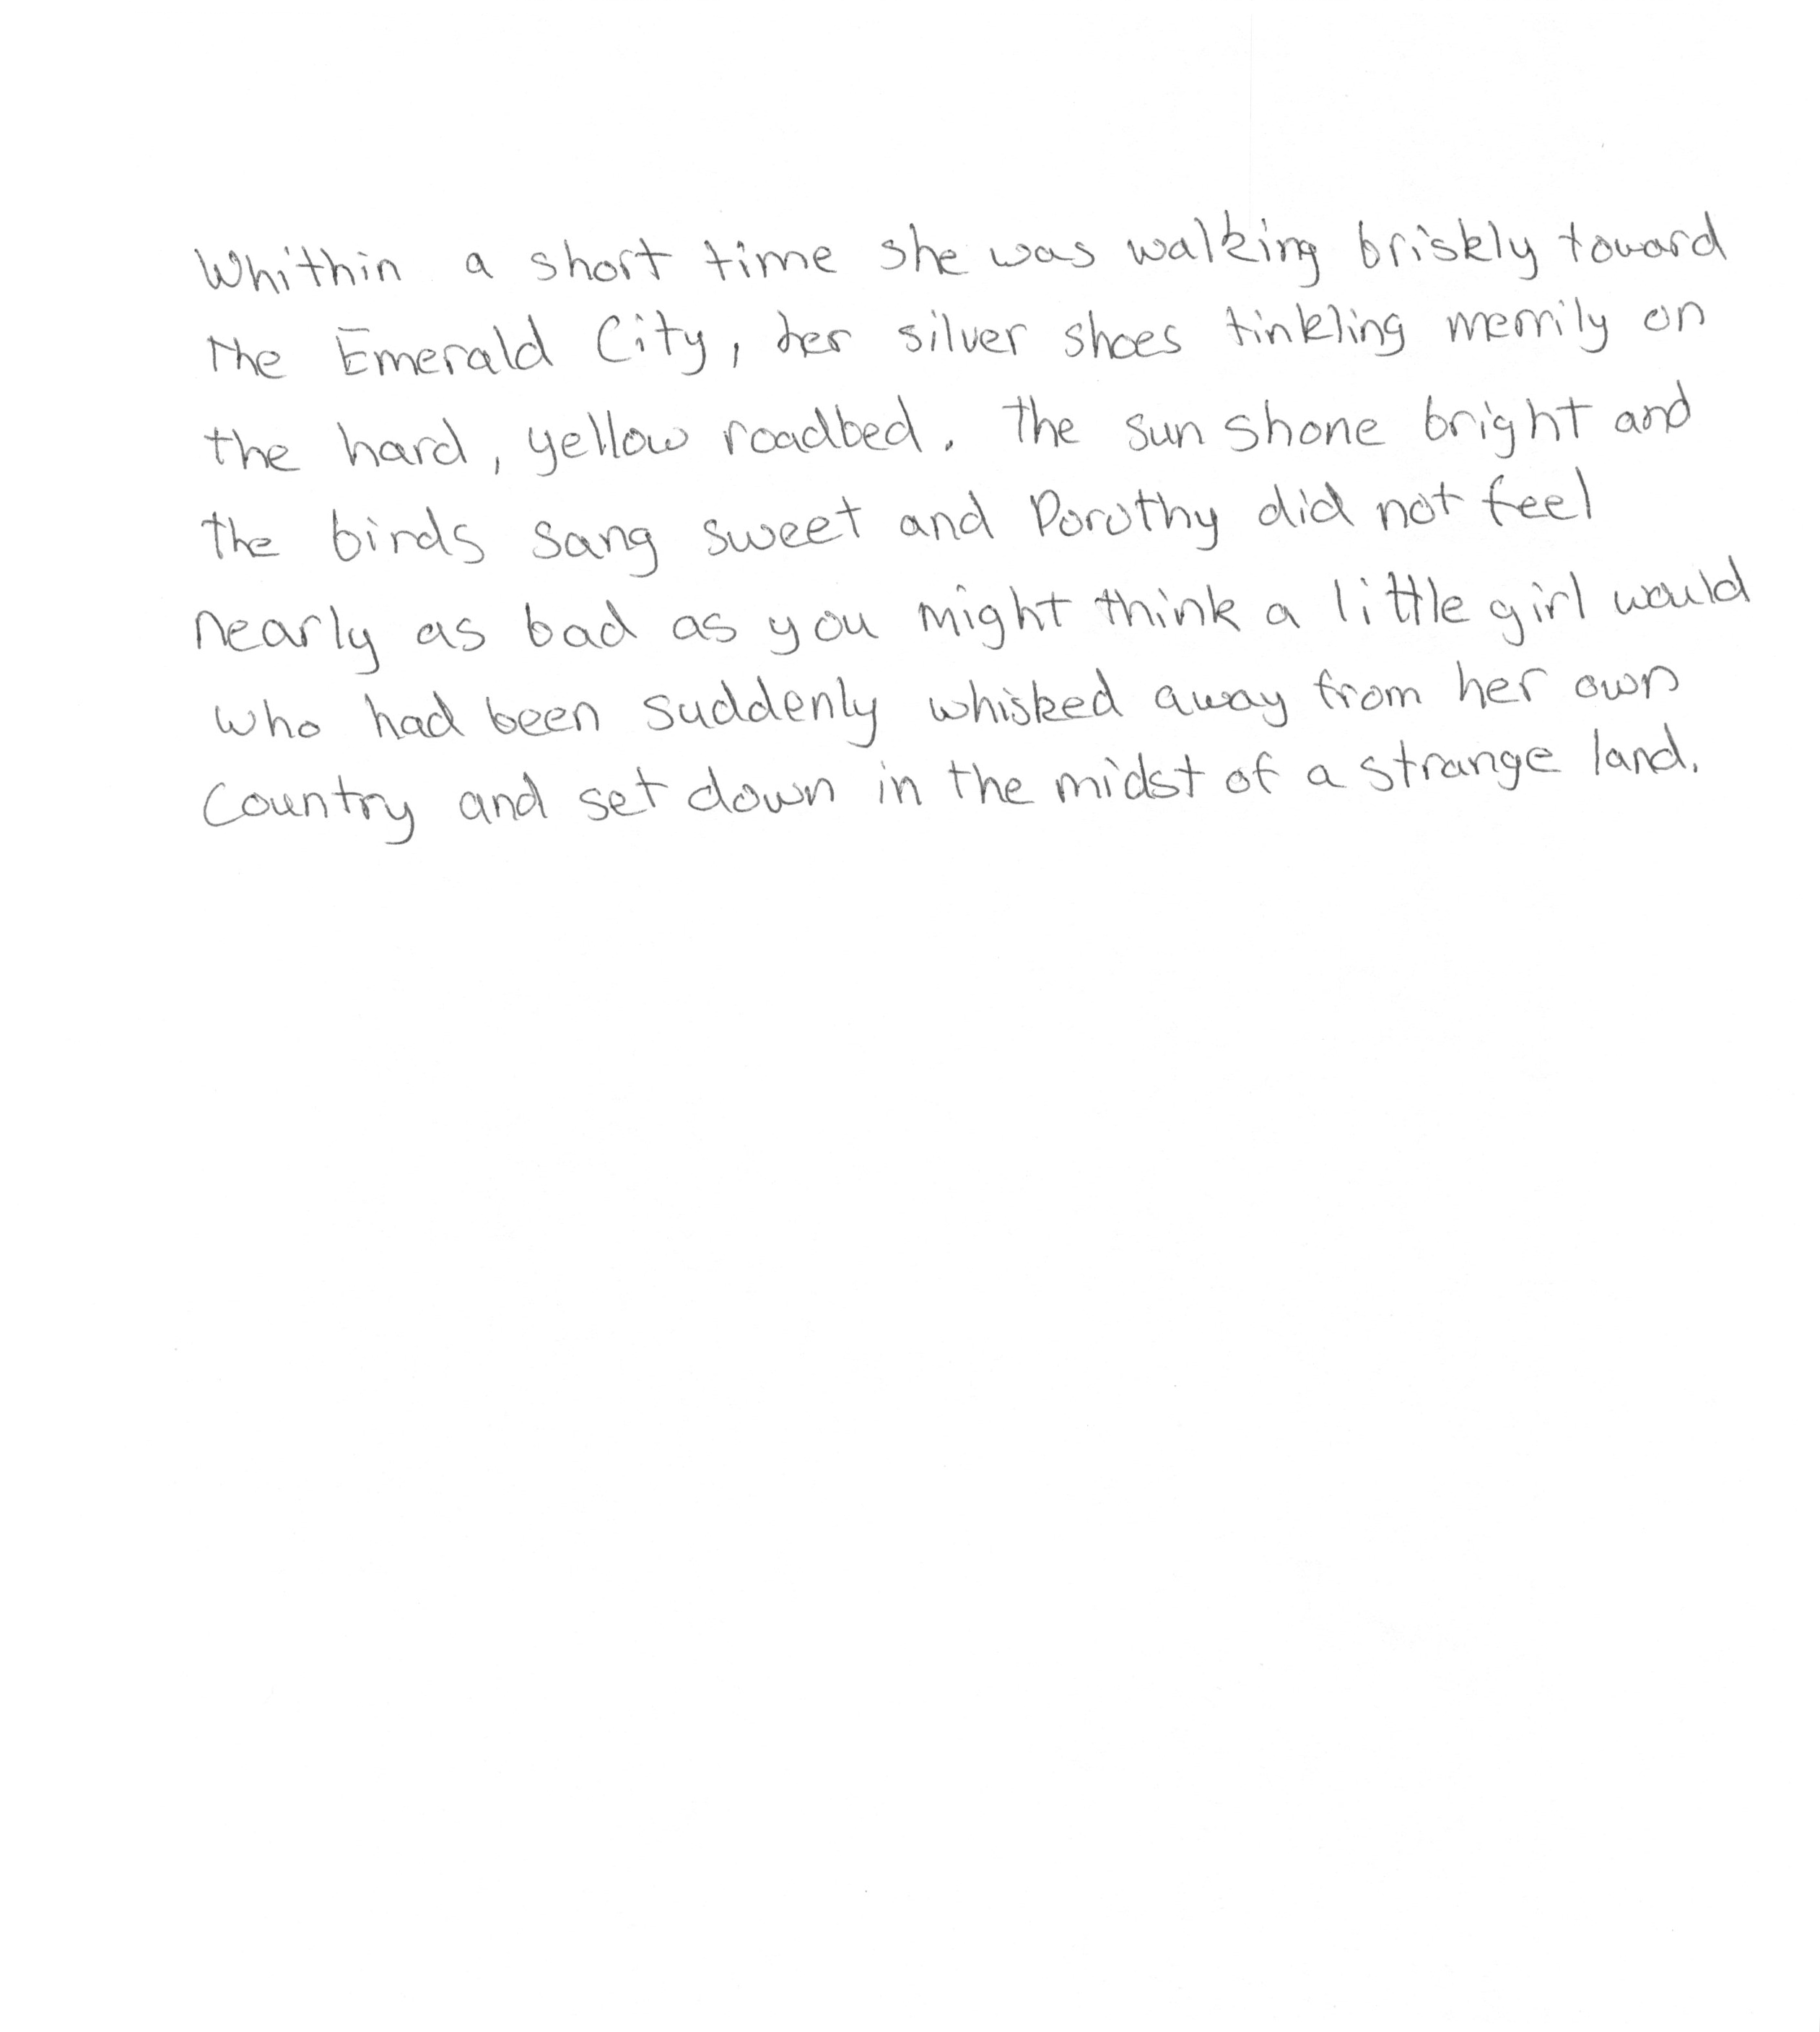 Whithin a short time she was walking briskly toward
the Emerald City, her silver shoes tinkling merrily on
the hard, yellow roadbed. The sun shone bright and
the birds sang sweet and Dorothy did not feel
nearly as bad as you might think a little girl would
who had been suddenly whisked away from her own
country and set down in the midst of a strange land.